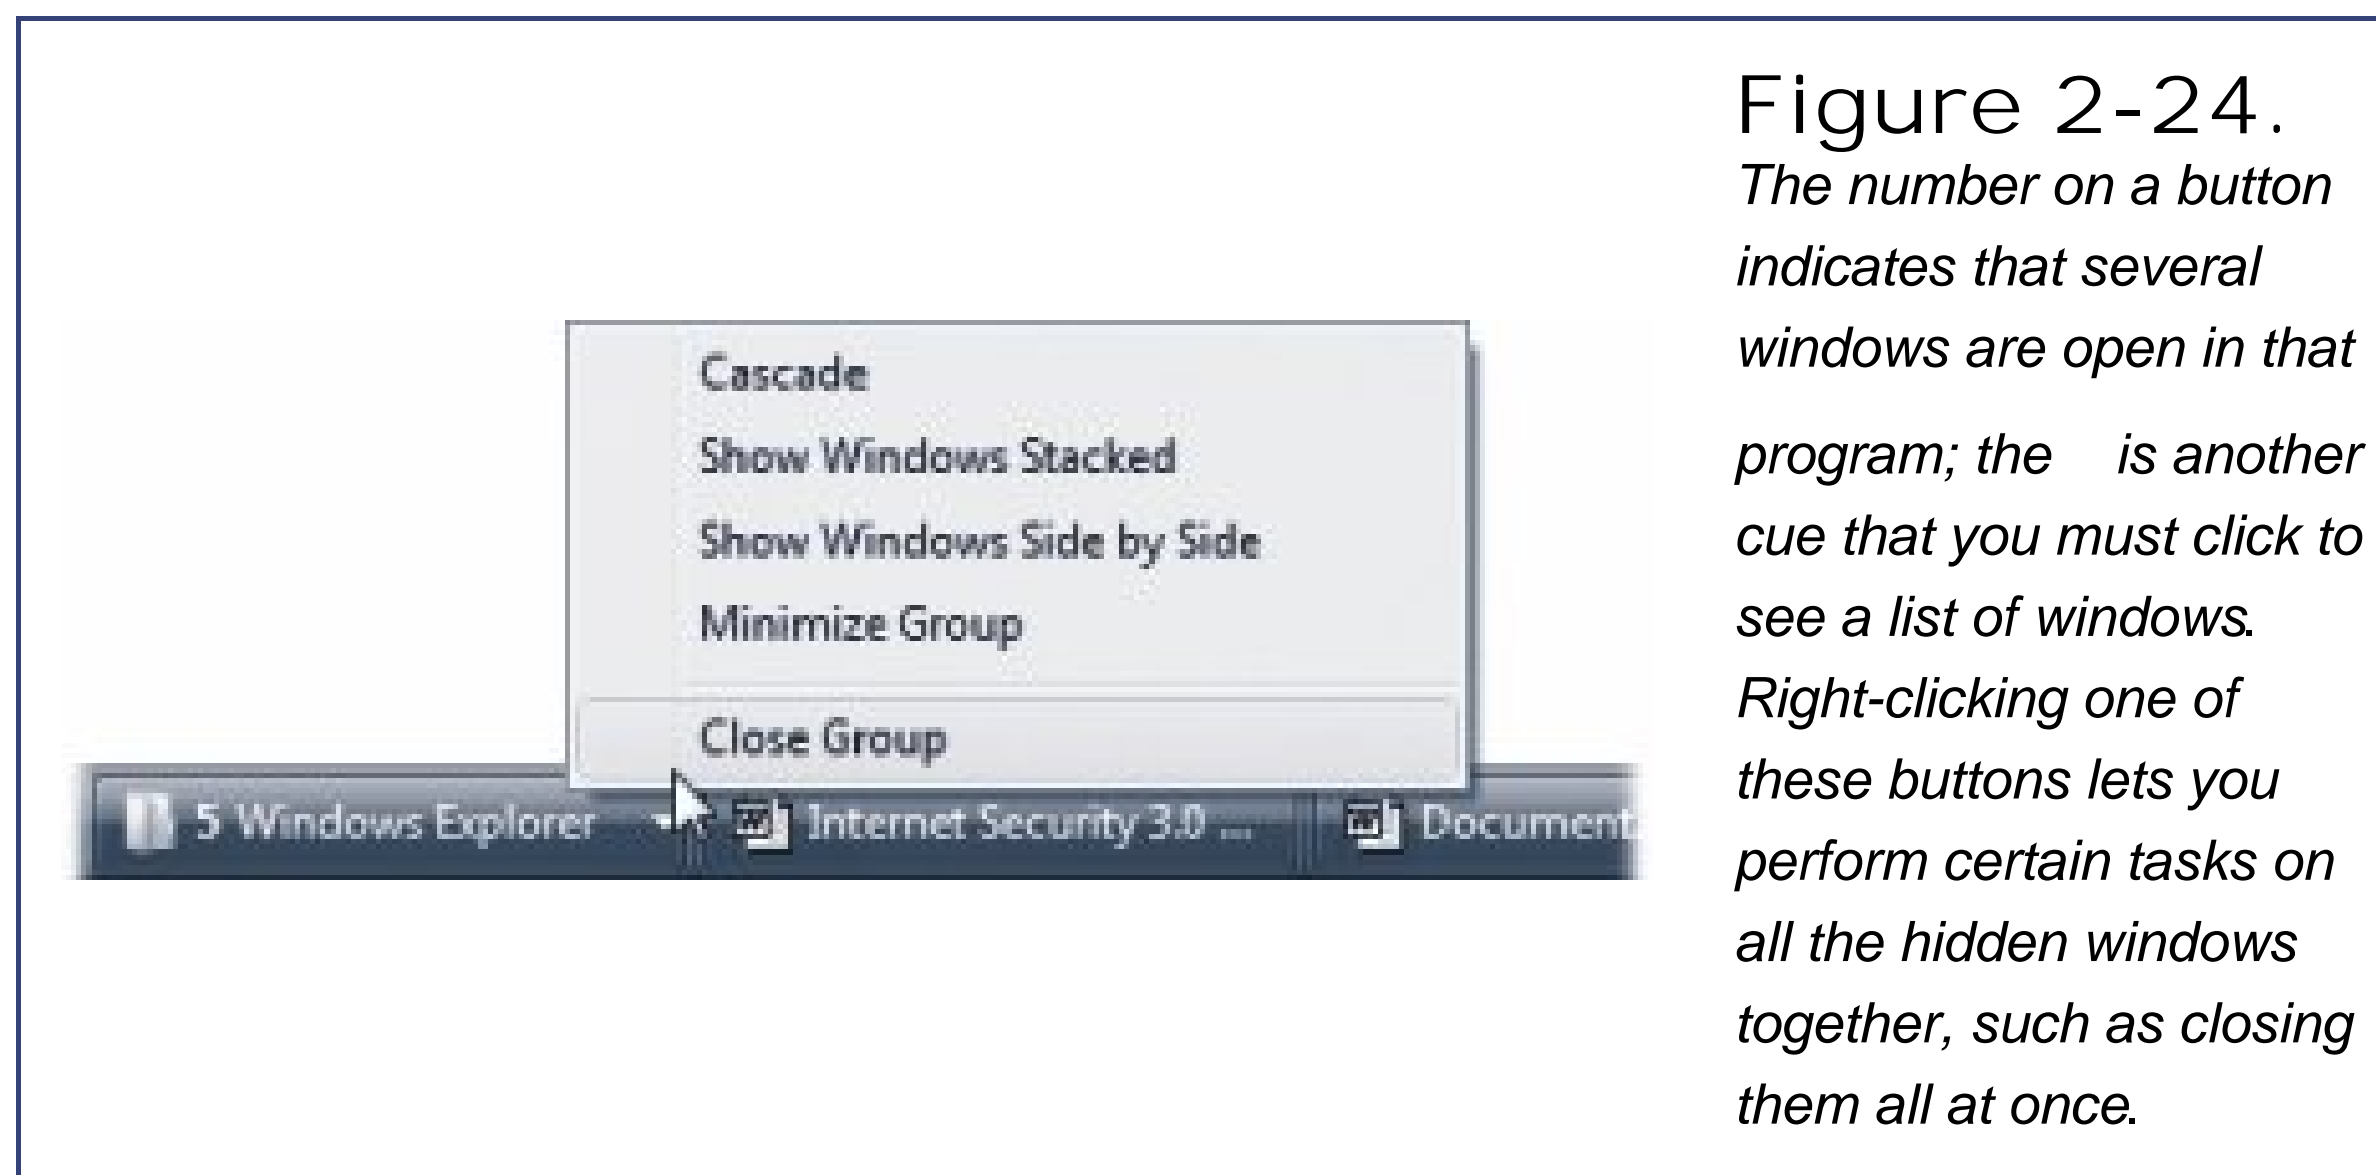 Cascade
Show Windows Stacked
Show Windows Side by Side
Minimize Group
Close Group
5 Windows Explorer
Internet Security 3.0 ...
Document
Figure 2-24.
The number on a button
indicates that several
windows are open in that
program; the is another
cue that you must click to
see a list of windows.
Right-clicking one of
these buttons lets you
perform certain tasks on
all the hidden windows
together, such as closing
them all at once.